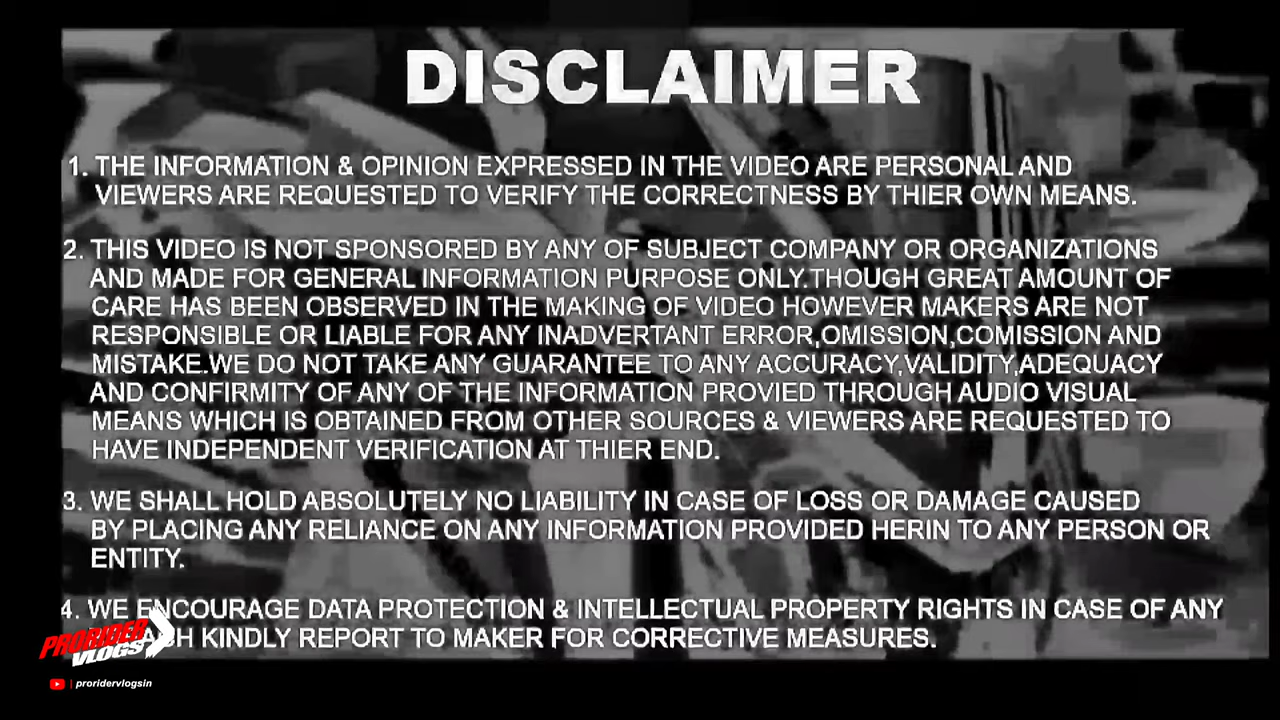 DISCLAIMER
1. THE INFORMATION & OPINION EXPRESSED IN THE VIDEO ARE PERSONAL AND
VIEWERS ARE REQUESTED TO VERIFY THE CORRECTNESS BY THIER OWN MEANS.
2. THIS VIDEO IS NOT SPONSORED BY ANY OF SUBJECT COMPANY OR ORGANIZATIONS
AND MADE FOR GENERAL INFORMATION PURPOSE ONLY.THOUGH GREAT AMOUNT OF
CARE HAS BEEN OBSERVED IN THE MAKING OF VIDEO HOWEVER MAKERS ARE NOT
RESPONSIBLE OR LIABLE FOR ANY INADVERTANT ERROR,OMISSION,COMISSION AND
MISTAKE.WE DO NOT TAKE ANY GUARANTEE TO ANY ACCURACY,VALIDITY,ADEQUACY
AND CONFIRMITY OF ANY OF THE INFORMATION PROVIED THROUGH AUDIO VISUAL
MEANS WHICH IS OBTAINED FROM OTHER SOURCES & VIEWERS ARE REQUESTED TO
HAVE INDEPENDENT VERIFICATION AT THIER END.
3. WE SHALL HOLD ABSOLUTELY NO LIABILITY IN CASE OF LOSS OR DAMAGE CAUSED
BY PLACING ANY RELIANCE ON ANY INFORMATION PROVIDED HERIN TO ANY PERSON OR
ENTITY.
4. WE ENCOURAGE DATA PROTECTION & INTELLECTUAL PROPERTY RIGHTS IN CASE OF ANY
KINDLY REPORT TO MAKER FOR CORRECTIVE MEASURES.
PRORIDER
VLOGS
| proridervlogsin